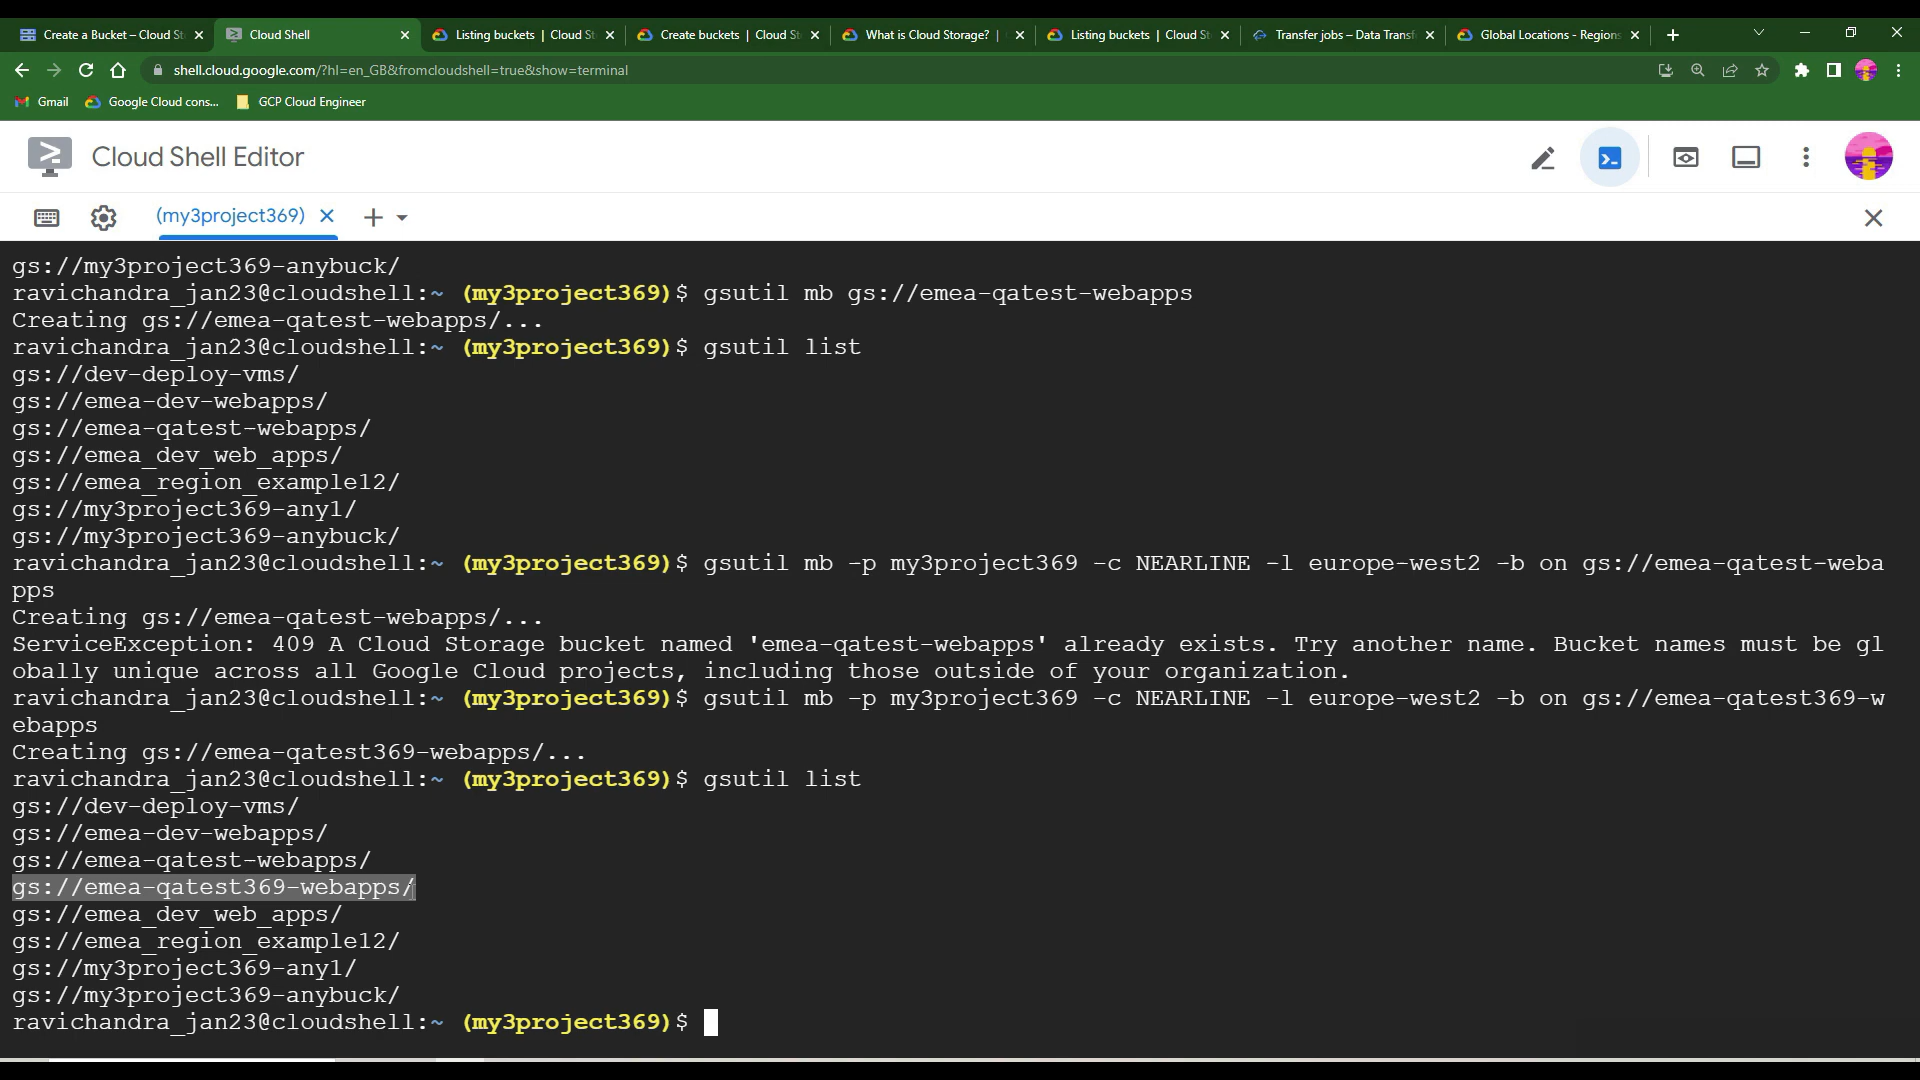 Create a Bucket – Cloud St
Cloud Shell
Listing buckets | Cloud St
Create buckets | Cloud St
What is Cloud Storage? |
Listing buckets | Cloud St
Transfer jobs – Data Transf
Global Locations - Regions
shell.cloud.google.com/?hl=en_GB&fromcloudshell=true&show=terminal
Gmail
Google Cloud cons...
GCP Cloud Engineer
Cloud Shell Editor
(my3project369)
gs://my3project369-anybuck/
ravichandra_jan23@cloudshell:~ (my3project369)$ gsutil mb gs://emea-qatest-webapps
Creating gs://emea-qatest-webapps/...
ravichandra_jan23@cloudshell:~ (my3project369)$ gsutil list
gs://dev-deploy-vms/
gs://emea-dev-webapps/
gs://emea-qatest-webapps/
gs://emea_dev_web_apps/
gs://emea_region_example12/
gs://my3project369-any1/
gs://my3project369-anybuck/
ravichandra_jan23@cloudshell:~ (my3project369)$ gsutil mb -p my3project369 -c NEARLINE -l europe-west2 -b on gs://emea-qatest-weba
pps
Creating gs://emea-qatest-webapps/...
ServiceException: 409 A Cloud Storage bucket named 'emea-qatest-webapps' already exists. Try another name. Bucket names must be gl
obally unique across all Google Cloud projects, including those outside of your organization.
ravichandra_jan23@cloudshell:~ (my3project369)$ gsutil mb -p my3project369 -c NEARLINE -l europe-west2 -b on gs://emea-qatest369-w
ebapps
Creating gs://emea-qatest369-webapps/...
ravichandra_jan23@cloudshell:~ (my3project369)$ gsutil list
gs://dev-deploy-vms/
gs://emea-dev-webapps/
gs://emea-qatest-webapps/
gs://emea-qatest369-webapps/
gs://emea_dev_web_apps/
gs://emea_region_example12/
gs://my3project369-any1/
gs://my3project369-anybuck/
ravichandra_jan23@cloudshell:~ (my3project369)$